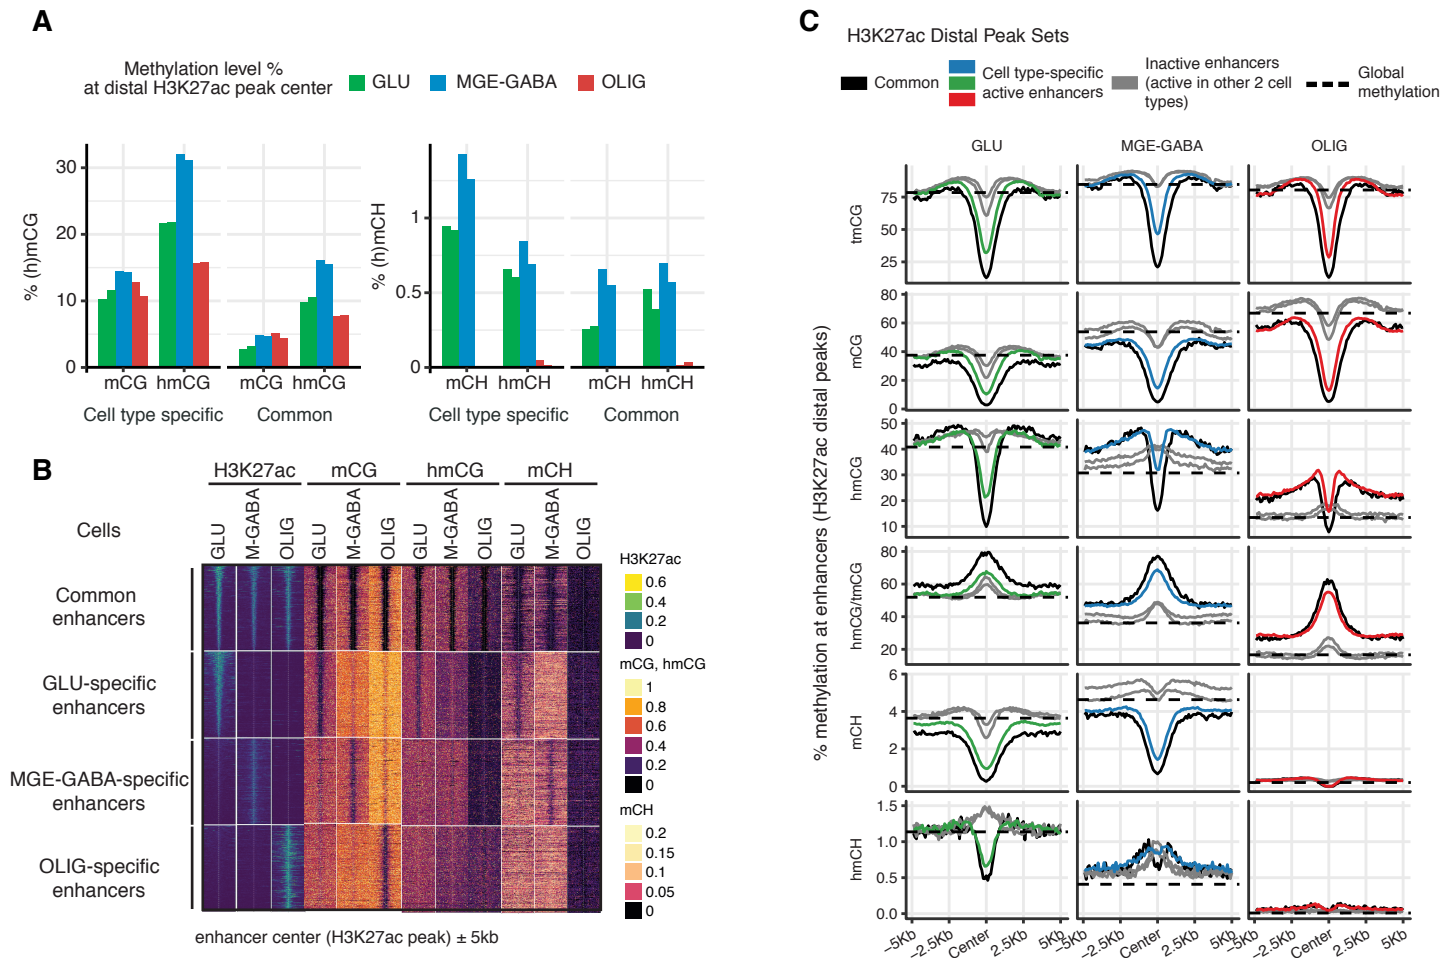 A
Methylation level %
at distal H3K27ac peak center
GLU
MGE-GABA
OLIG
% (h)mCG
30
20
10
0
mCG
hmCG
mCG
hmCG
Cell type specific
Common
% (h)mCH
1
0.5
0
mCH
hmCH
mCH
hmCH
Cell type specific
Common
B
H3K27ac
mCG
hmCG
mCH
Cells
GLU
M-GABA
OLIG
GLU
M-GABA
OLIG
GLU
M-GABA
OLIG
GLU
M-GABA
OLIG
Common
enhancers
GLU-specific
enhancers
MGE-GABA-specific
enhancers
OLIG-specific
enhancers
enhancer center (H3K27ac peak) ± 5kb
H3K27ac
0.6
0.4
0.2
0
mCG, hmCG
1
0.8
0.6
0.4
0.2
0
mCH
0.2
0.15
0.1
0.05
0
C
H3K27ac Distal Peak Sets
Common
Cell type-specific
active enhancers
Inactive enhancers
(active in other 2 cell
types)
Global
methylation
GLU
MGE-GABA
OLIG
% methylation at enhancers (H3K27ac distal peaks)
tmCG
75
50
25
mCG
80
60
40
20
0
hmCG
50
40
30
20
10
hmCG/tmCG
80
60
40
20
mCH
6
4
2
0
hmCH
1.5
1.0
0.5
0.0
−5Kb
−2.5Kb
Center
2.5Kb
5Kb
−5Kb
−2.5Kb
Center
2.5Kb
5Kb
−5Kb
−2.5Kb
Center
2.5Kb
5Kb